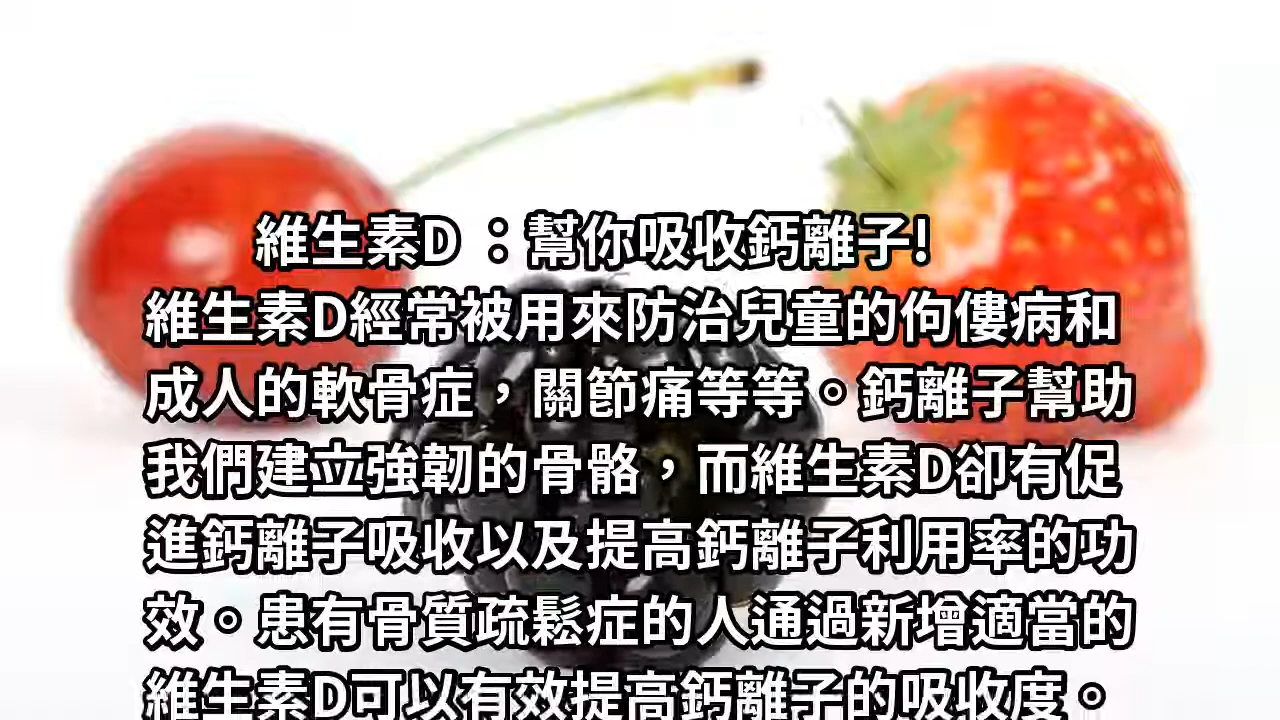 維生素D：幫你吸收鈣離子!
維生素D經常被用來防治兒童的佝僂病和
成人的軟骨症，關節痛等等。鈣離子幫助
我們建立強韌的骨骼，而維生素D卻有促
進鈣離子吸收以及提高鈣離子利用率的功
效。患有骨質疏鬆症的人通過新增適當的
維生素D可以有效提高鈣離子的吸收度。